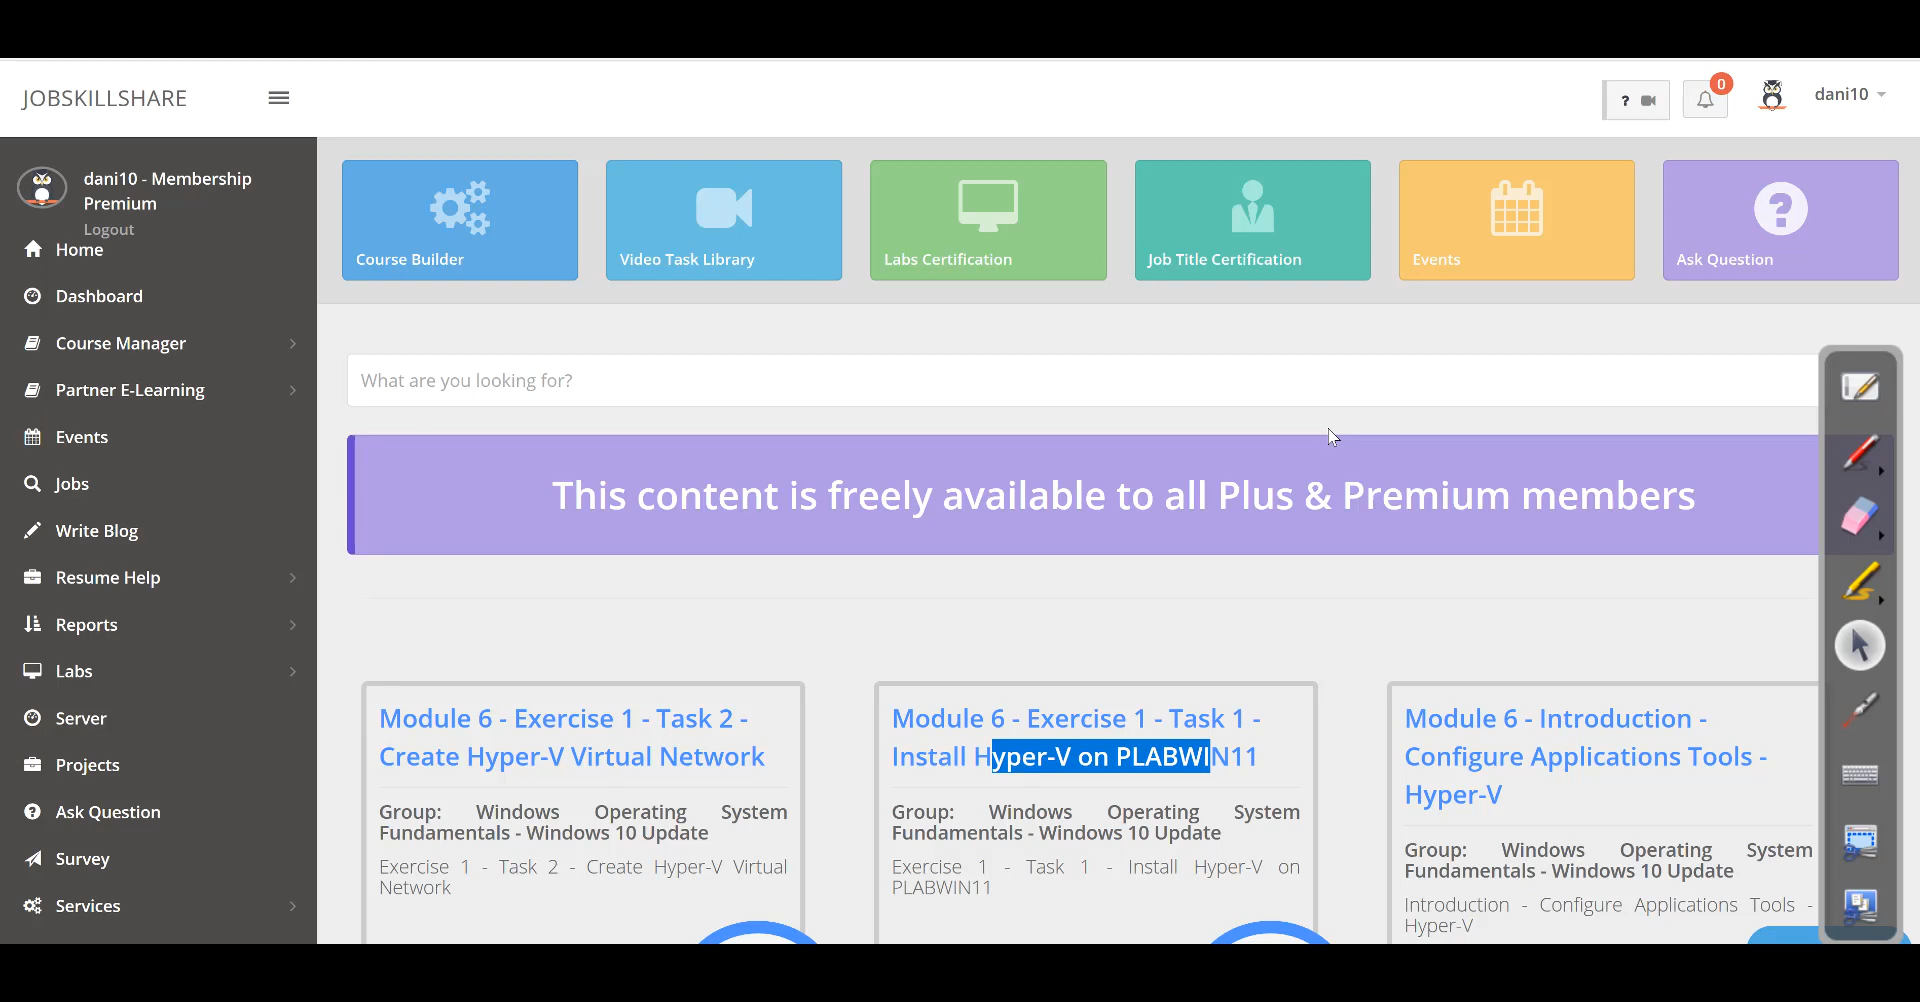 JOBSKILLSHARE
? 0 dani10
dani10 - Membership
Premium
Logout
Home
Dashboard
Course Manager
Partner E-Learning
Events
Jobs
Write Blog
Resume Help
Reports
Labs
Server
Projects
Ask Question
Survey
Services
Course Builder
Video Task Library
Labs Certification
Job Title Certification
Events
Ask Question
What are you looking for?
This content is freely available to all Plus & Premium members
Module 6 - Exercise 1 - Task 2 -
Create Hyper-V Virtual Network
Group: Windows Operating System
Fundamentals - Windows 10 Update
Exercise 1 - Task 2 - Create Hyper-V Virtual
Network
Module 6 - Exercise 1 - Task 1 -
Install Hyper-V on PLABWIN11
Group: Windows Operating System
Fundamentals - Windows 10 Update
Exercise 1 - Task 1 - Install Hyper-V on
PLABWIN11
Module 6 - Introduction -
Configure Applications Tools -
Hyper-V
Group: Windows Operating System
Fundamentals - Windows 10 Update
Introduction - Configure Applications Tools -
Hyper-V